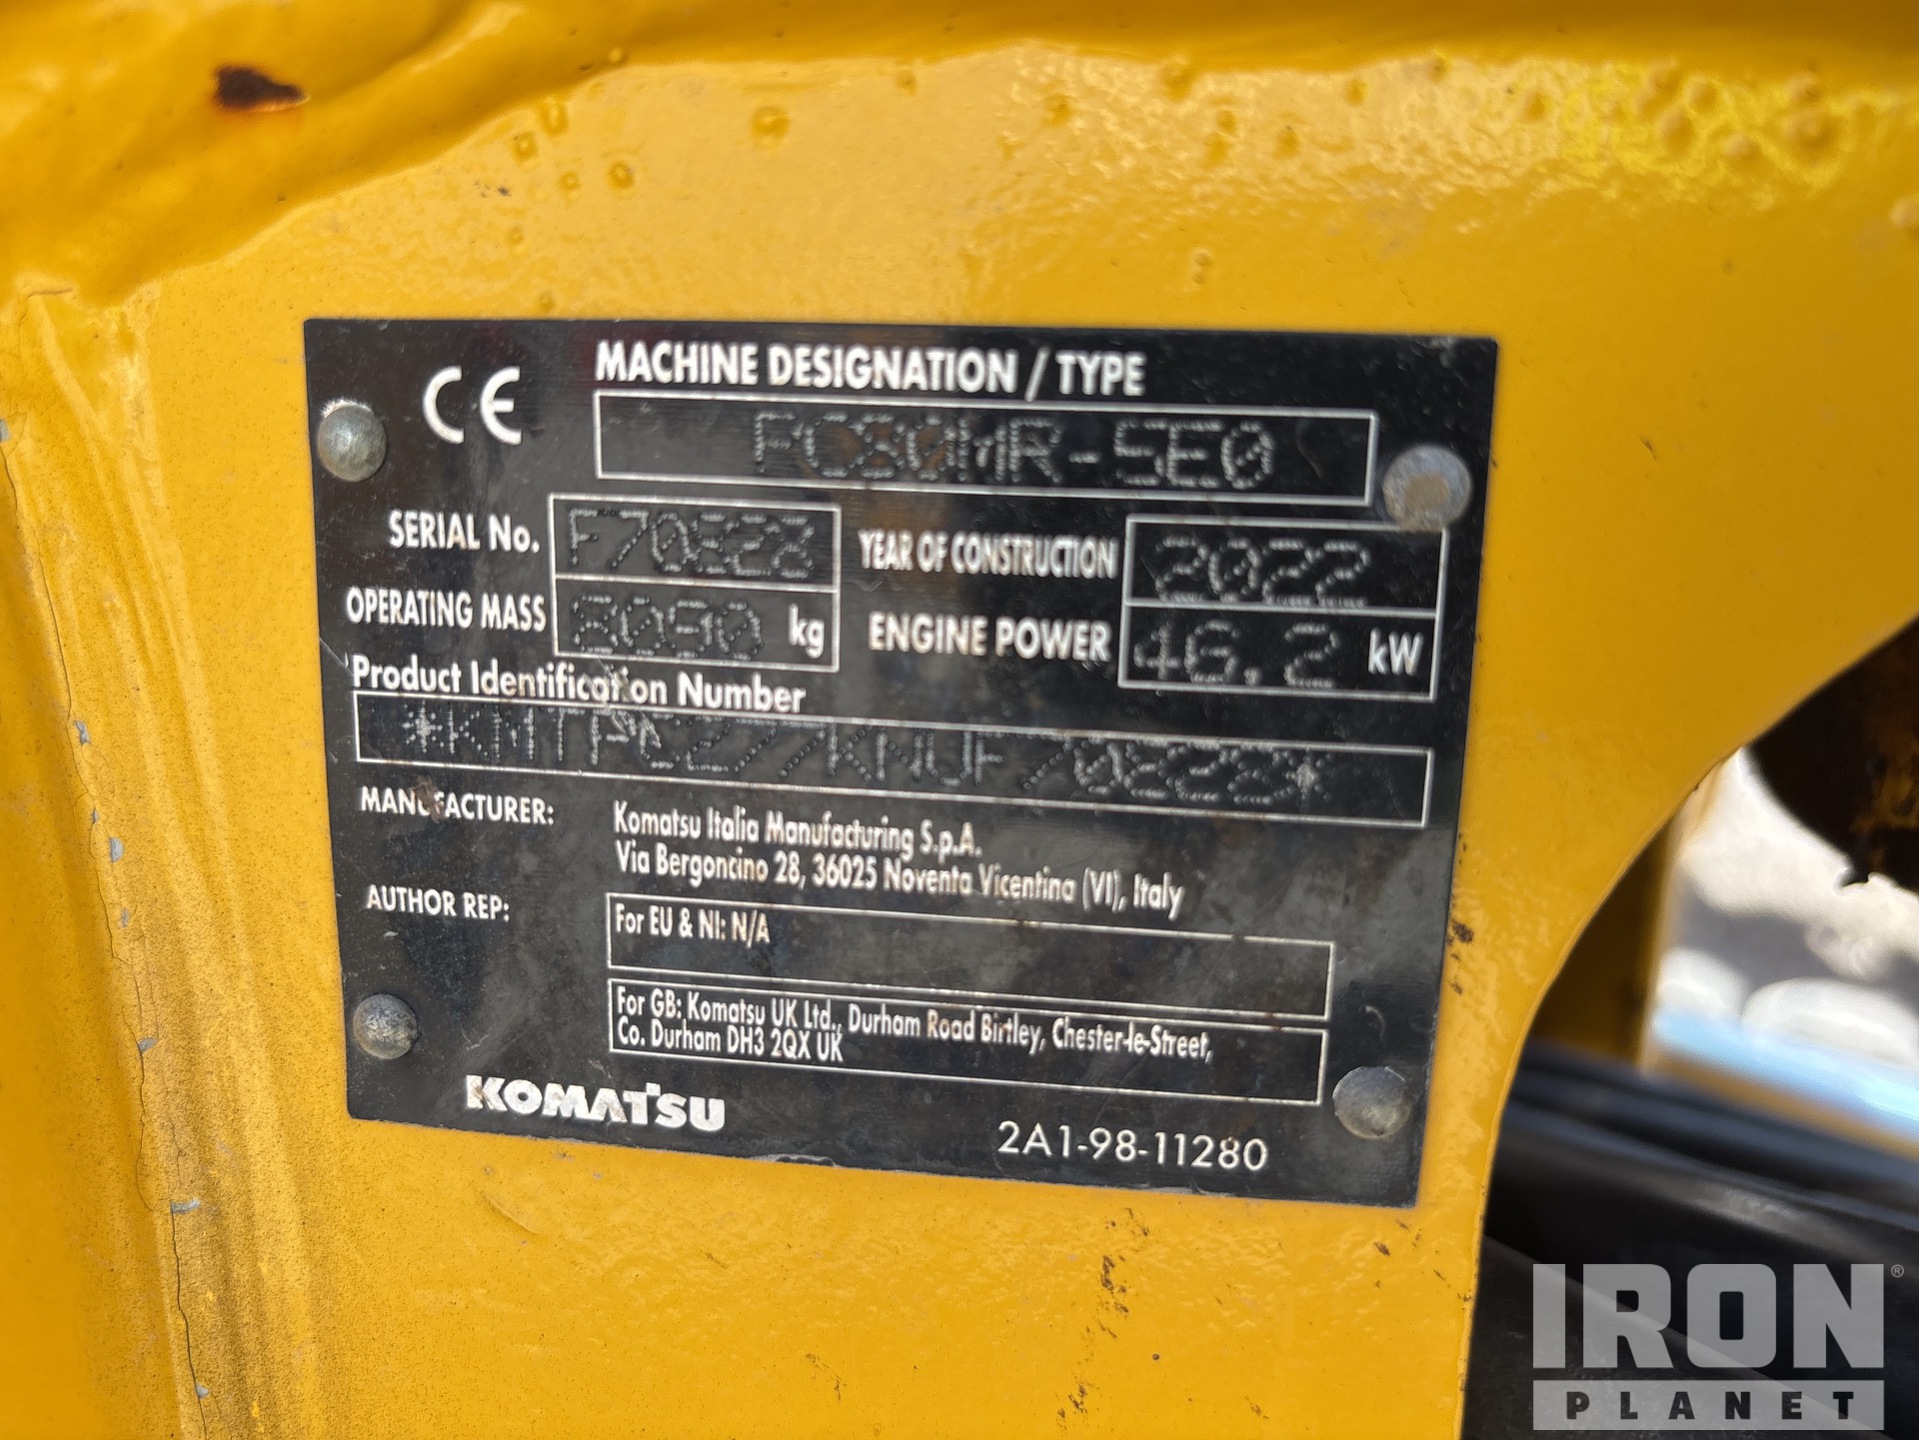 CE
MACHINE DESIGNATION / TYPE
PC80MR-5E0
SERIAL No.
YEAR OF CONSTRUCTION 2022
OPERATING MASS 8090 kg
ENGINE POWER 46.2 kW
Product Identification Number
MANUFACTURER: Komatsu Italia Manufacturing S.p.A.
Via Bergoncino 28, 36025 Noventa Vicentina (VI), Italy
AUTHOR REP: For EU & NI: N/A
For GB: Komatsu UK Ltd., Durham Road Birtley, Chester-le-Street,
Co. Durham DH3 2QX UK
KOMATSU
2A1-98-11280
IRON ®
PLANET